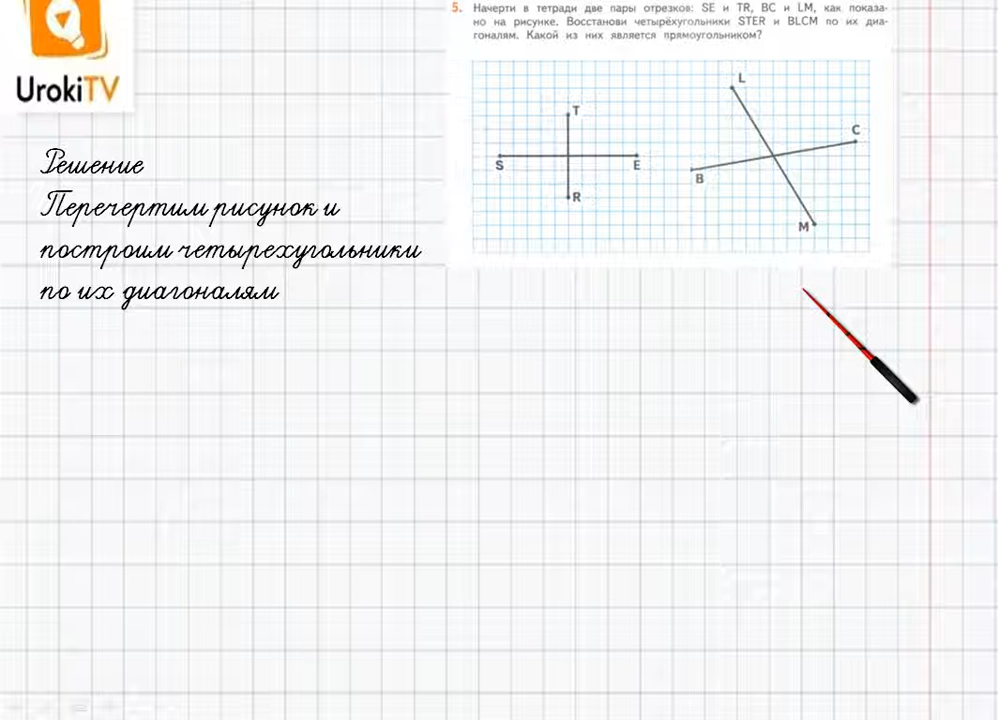 5. Начерти в тетради две пары отрезков: SE и TR, BC и LM, как показа-
но на рисунке. Восстанови четырёхугольники STER и BLCM по их диа-
гоналям. Какой из них является прямоугольником?
UrokiTV
L
T
C
S
E
B
R
M
Решение
Перечертим рисунок и
построим четырехугольники
по их диагоналям